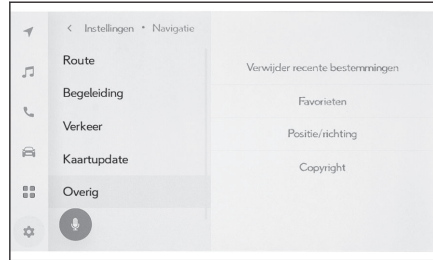 < Instellingen • Navigatie
Route
Begeleiding
Verkeer
Kaartupdate
Overig
Verwijder recente bestemmingen
Favorieten
Positie/richting
Copyright